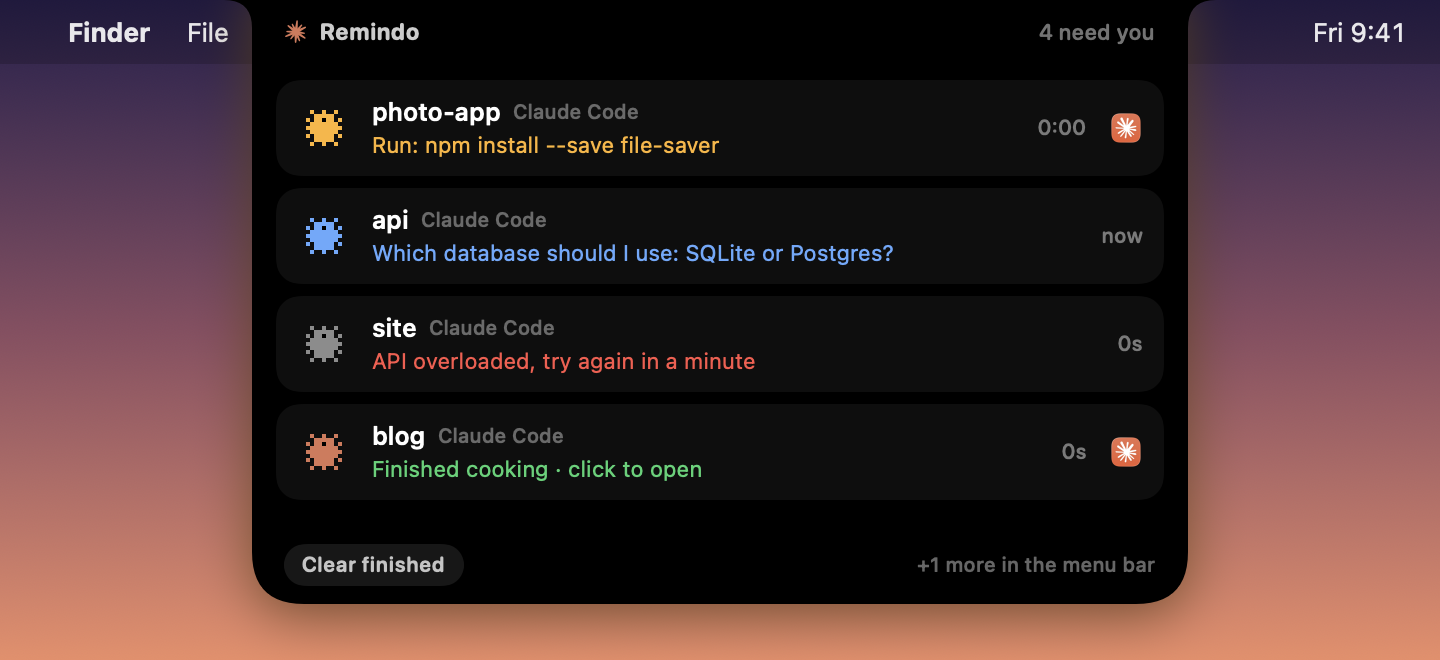 Finder File Remindo 4 need you Fri 9:41
photo-app Claude Code
Run: npm install --save file-saver
0:00
api Claude Code
Which database should I use: SQLite or Postgres?
now
site Claude Code
API overloaded, try again in a minute
0s
blog Claude Code
Finished cooking · click to open
0s
Clear finished +1 more in the menu bar